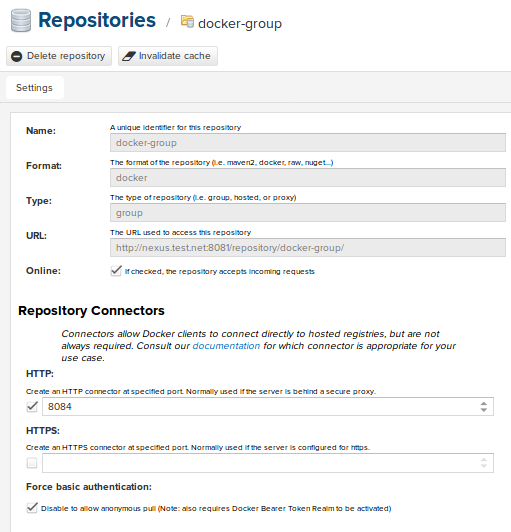 Repositories / docker-group
Delete repository Invalidate cache
Settings
Name: A unique identifier for this repository
docker-group
Format: The format of the repository (i.e. maven2, docker, raw, nuget...)
docker
Type: The type of repository (i.e. group, hosted, or proxy)
group
URL: The URL used to access this repository
http://nexus.test.net:8081/repository/docker-group/
Online: If checked, the repository accepts incoming requests
Repository Connectors
Connectors allow Docker clients to connect directly to hosted registries, but are not
always required. Consult our documentation for which connector is appropriate for your
use case.
HTTP:
Create an HTTP connector at specified port. Normally used if the server is behind a secure proxy.
8084
HTTPS:
Create an HTTPS connector at specified port. Normally used if the server is configured for https.
Force basic authentication:
Disable to allow anonymous pull (Note: also requires Docker Bearer Token Realm to be activated)